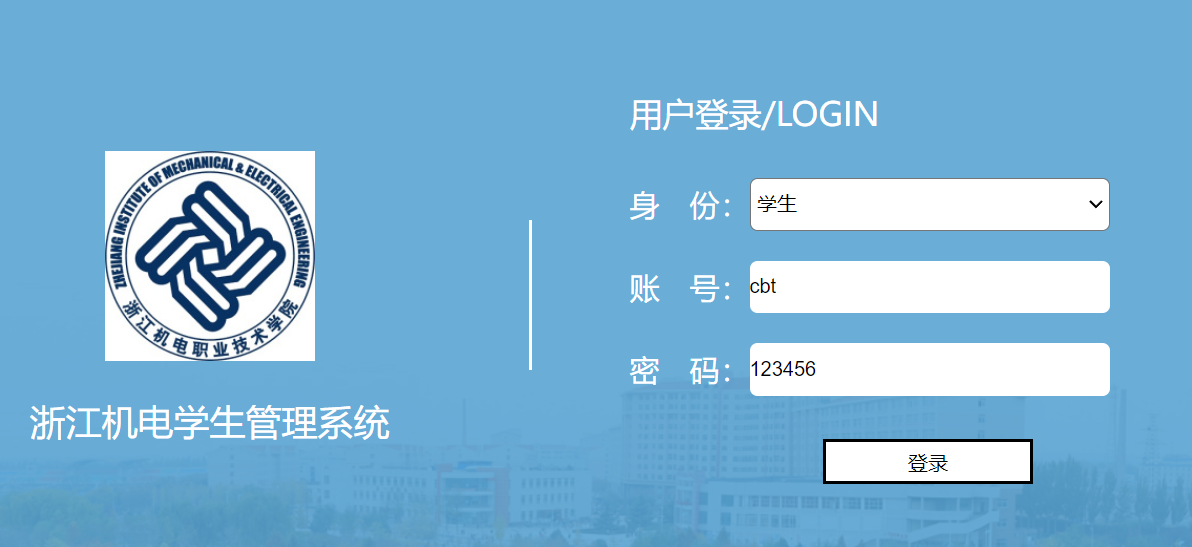 ZHEJIANG INSTITUTE OF MECHANICAL & ELECTRICAL ENGINEERING
浙江机电职业技术学院
浙江机电学生管理系统
用户登录/LOGIN
身 份： 学生
账 号： cbt
密 码： 123456
登录